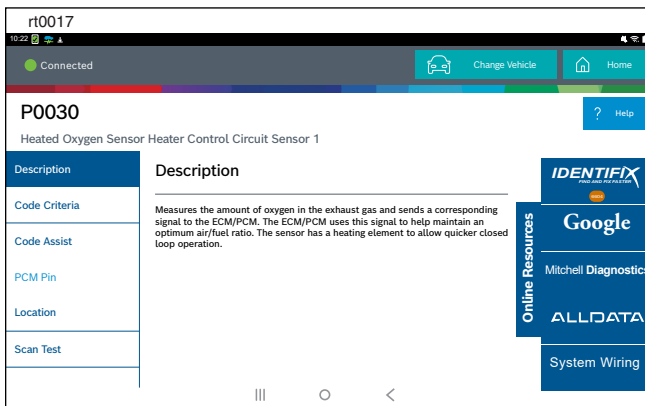 rt0017
10:22
Connected
Change Vehicle
Home
P0030
? Help
Heated Oxygen Sensor Heater Control Circuit Sensor 1
Description
Code Criteria
Code Assist
PCM Pin
Location
Scan Test
Description
Measures the amount of oxygen in the exhaust gas and sends a corresponding
signal to the ECM/PCM. The ECM/PCM uses this signal to help maintain an
optimum air/fuel ratio. The sensor has a heating element to allow quicker closed
loop operation.
Online Resources
IDENTIFIX
FIND AND FIX FASTER
Google
Mitchell Diagnostics
ALLDATA
System Wiring